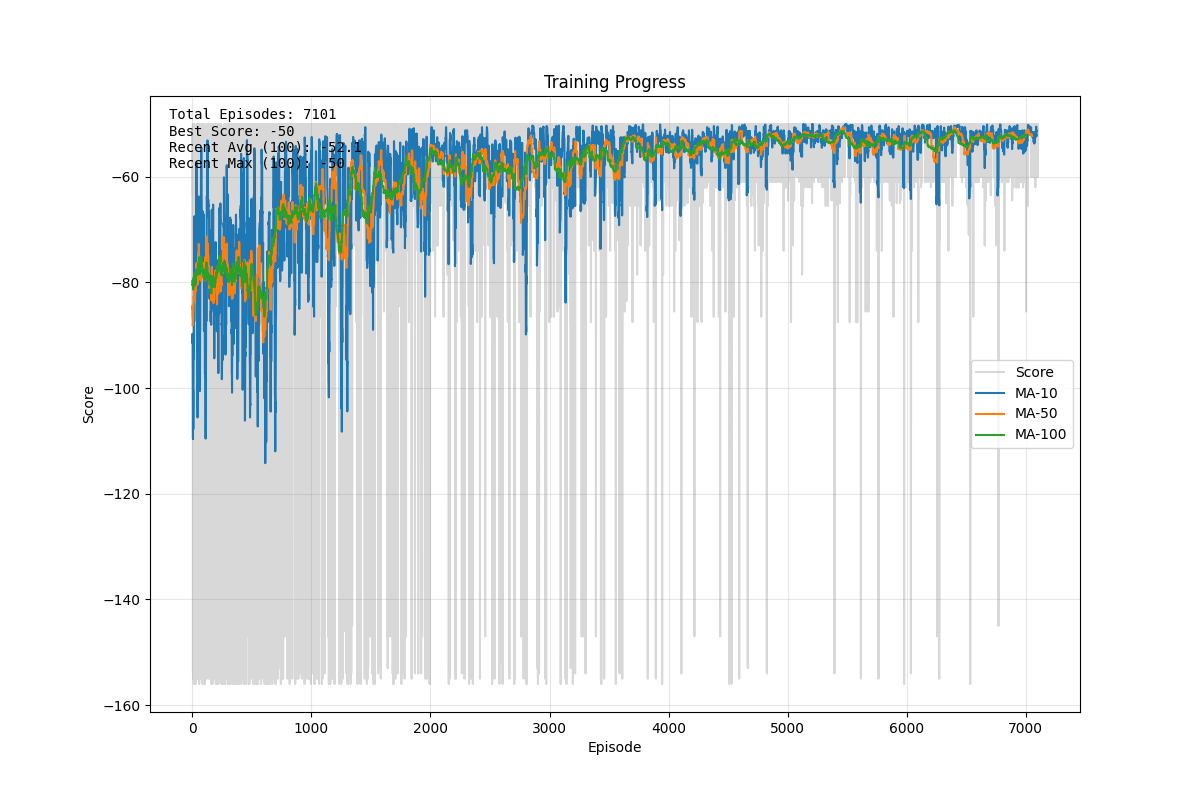 Training Progress
Total Episodes: 7101
Best Score: -50
Recent Avg (100): -52.1
Recent Max (100): -50
−60
−80
−100
−120
−140
−160
Score
Score
MA-10
MA-50
MA-100
0 1000 2000 3000 4000 5000 6000 7000
Episode